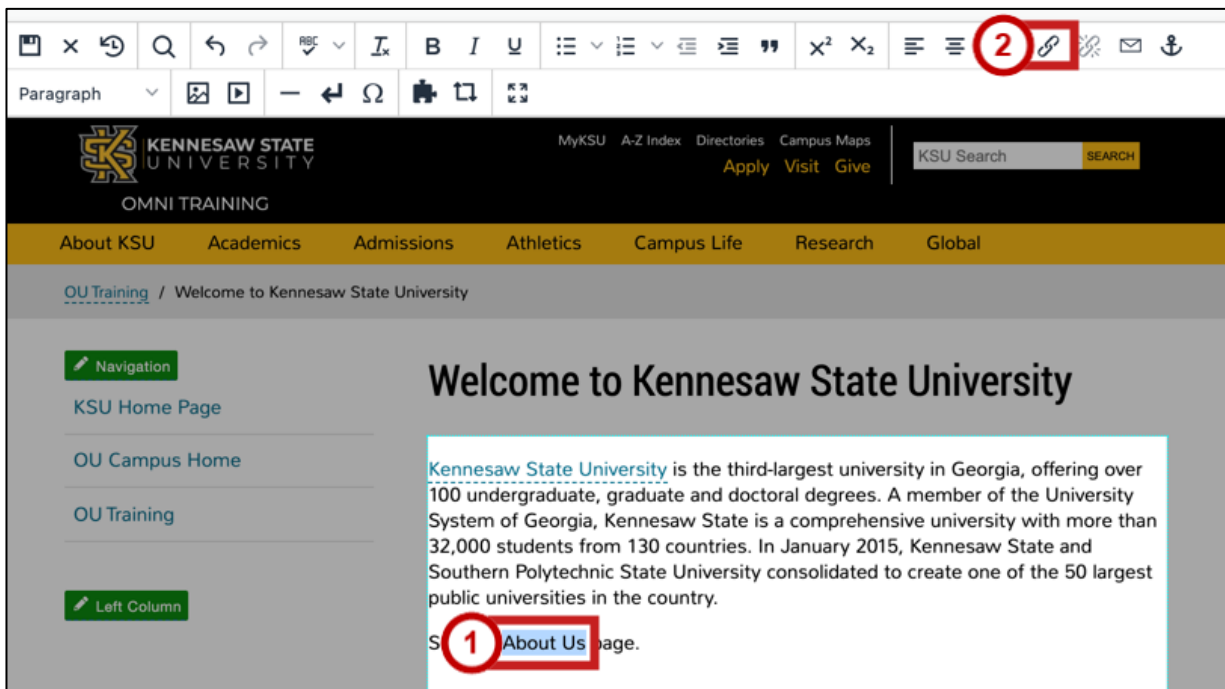 ABC
B I U
X² X₂
2
Paragraph
Ω
KENNESAW STATE
UNIVERSITY
OMNI TRAINING
MyKSU A-Z Index Directories Campus Maps
Apply Visit Give
KSU Search SEARCH
About KSU Academics Admissions Athletics Campus Life Research Global
OU Training / Welcome to Kennesaw State University
Navigation
KSU Home Page
OU Campus Home
OU Training
Left Column
Welcome to Kennesaw State University
Kennesaw State University is the third-largest university in Georgia, offering over
100 undergraduate, graduate and doctoral degrees. A member of the University
System of Georgia, Kennesaw State is a comprehensive university with more than
32,000 students from 130 countries. In January 2015, Kennesaw State and
Southern Polytechnic State University consolidated to create one of the 50 largest
public universities in the country.
1 About Us page.